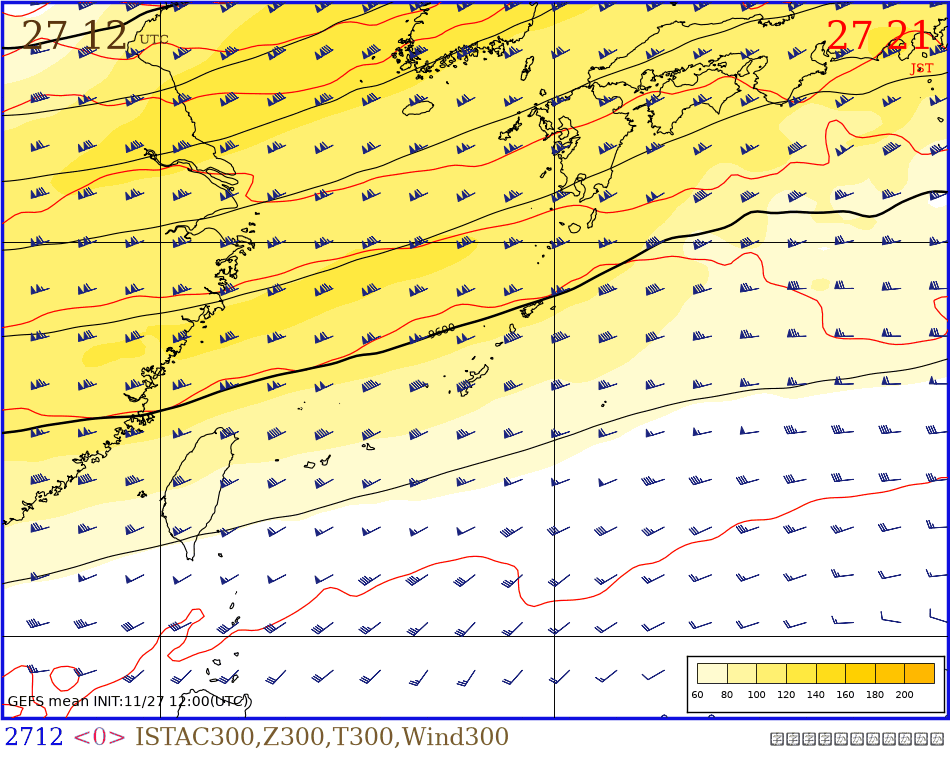 27 12 UTC
27 21
JST
9600
GEFS mean INIT:11/27 12:00(UTC)
60 80 100 120 140 160 180 200
2712 <0> ISTAC300,Z300,T300,Wind300